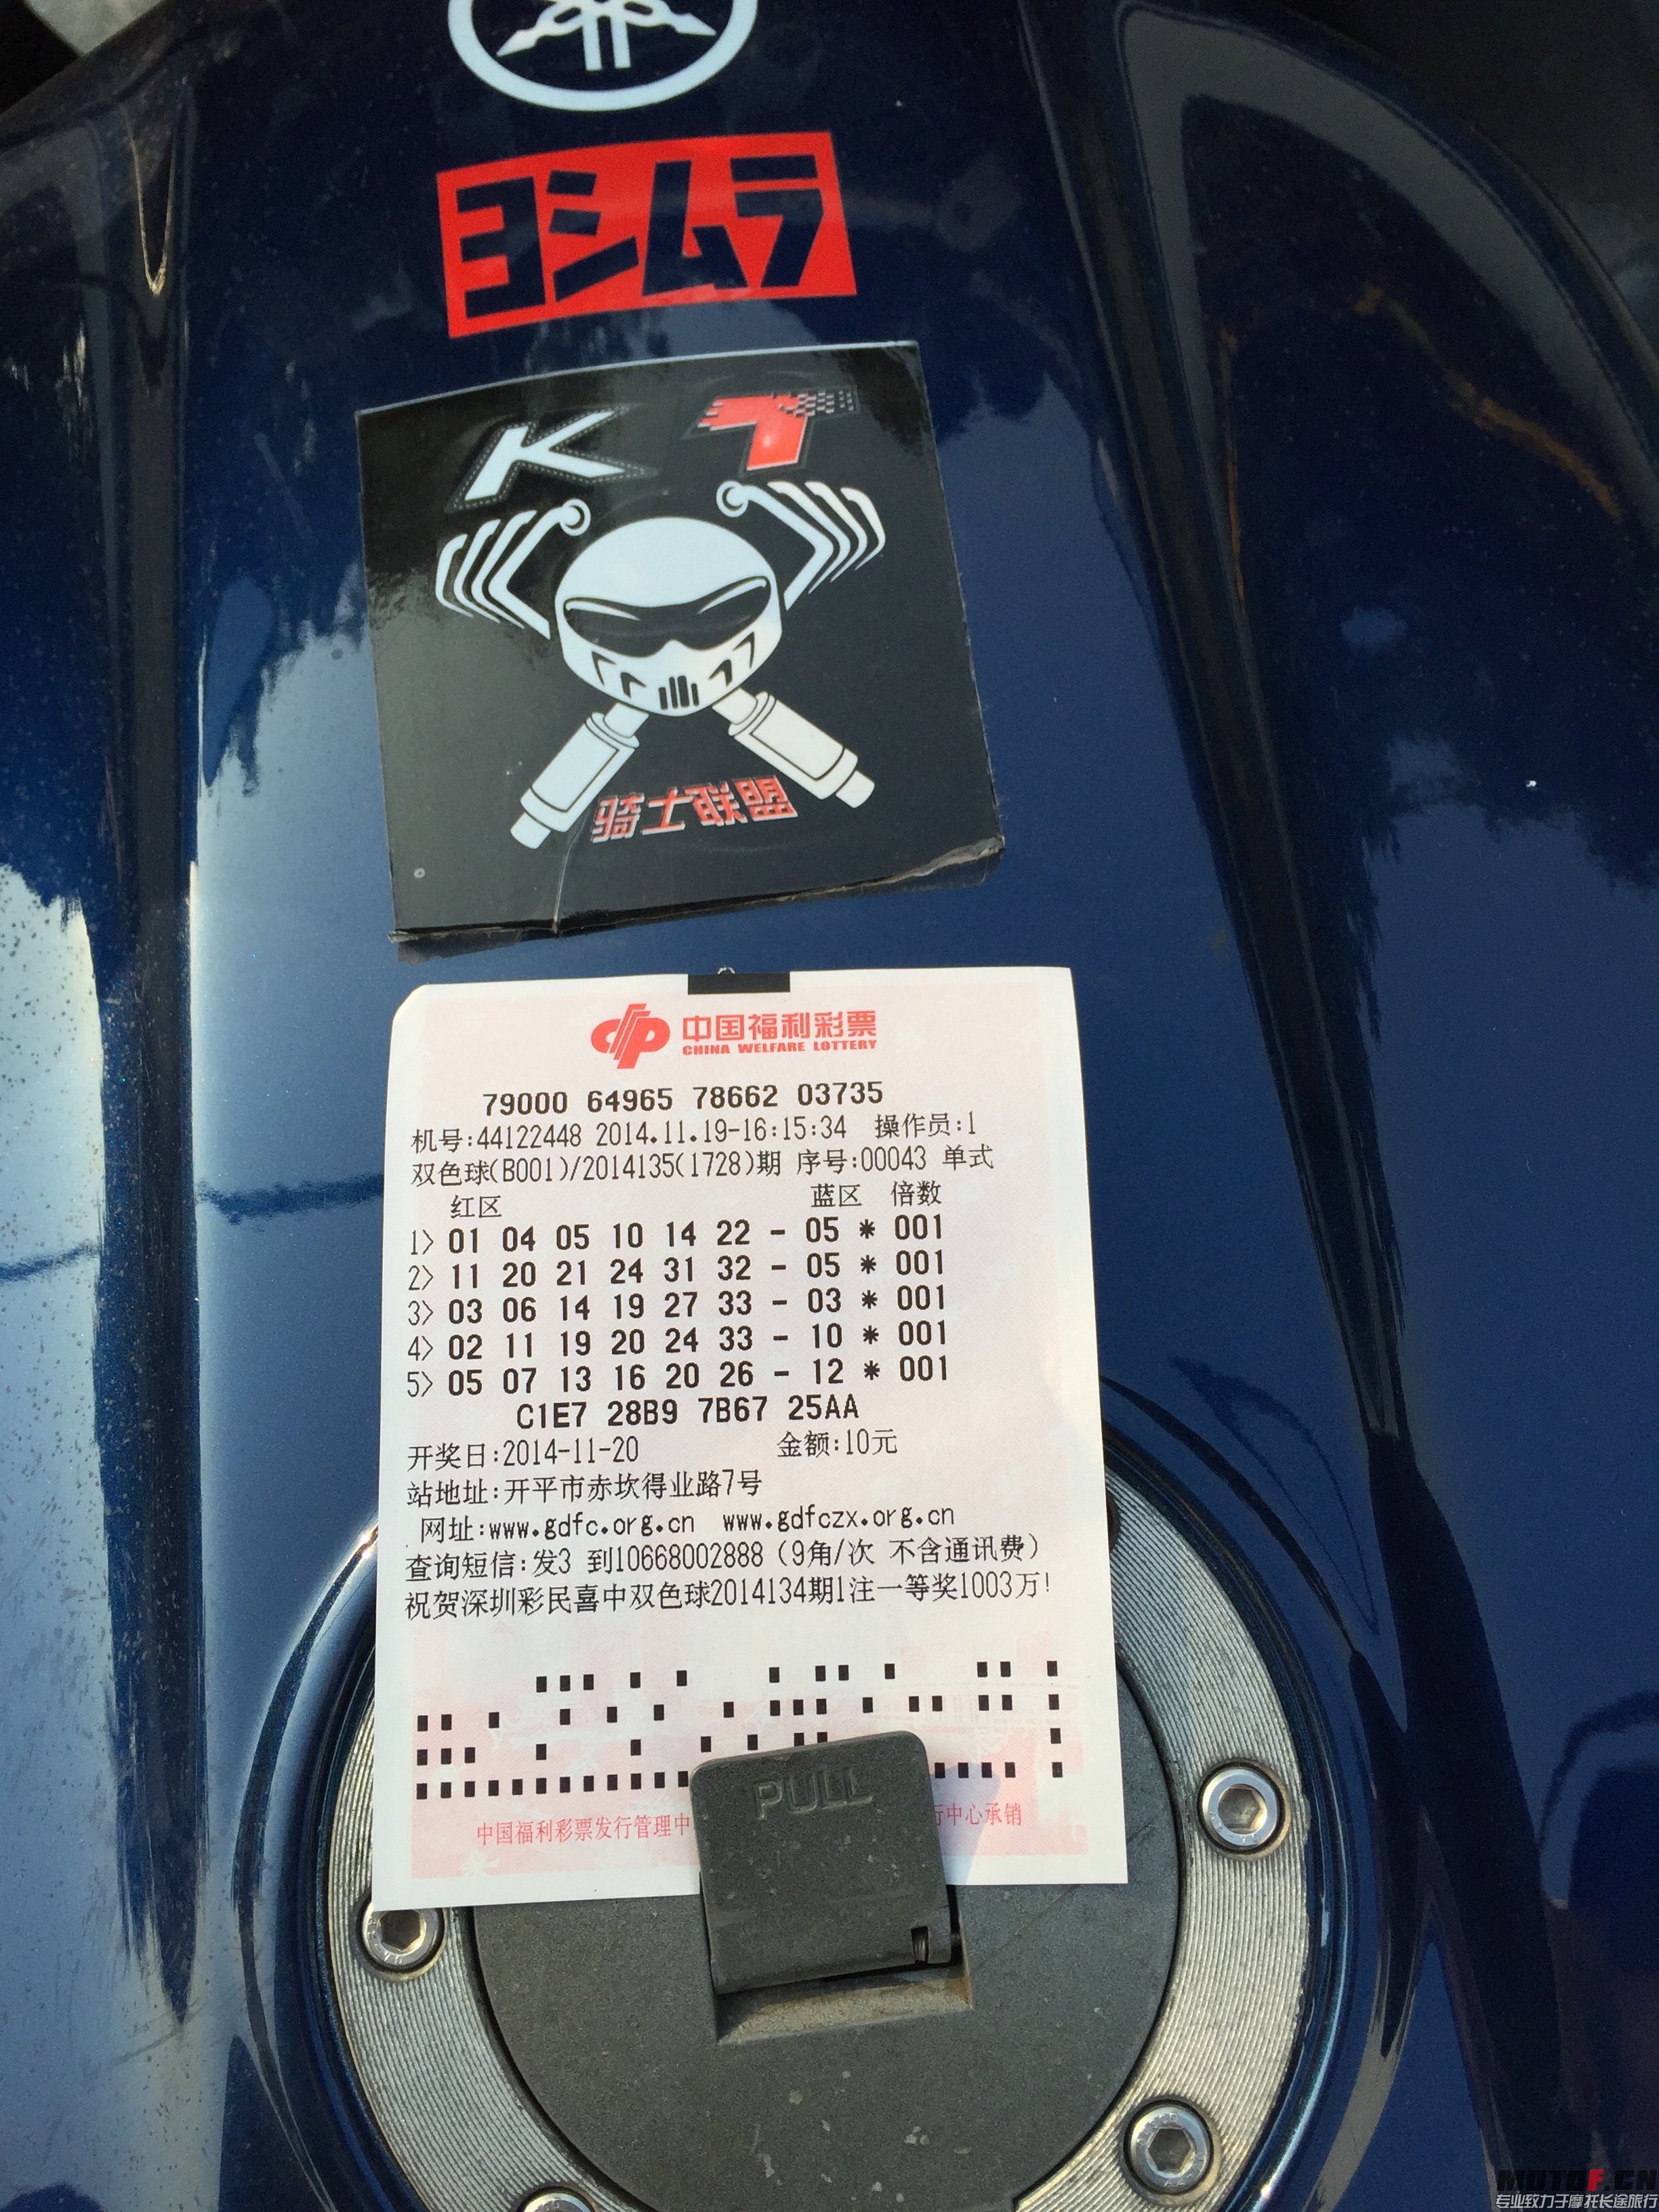 ヨシムラ
K T
骑士联盟
中国福利彩票
CHINA WELFARE LOTTERY
79000 64965 78662 03735
机号:44122448 2014.11.19-16:15:34 操作员:1
双色球(B001)/2014135(1728)期 序号:00043 单式
红区 蓝区 倍数
1> 01 04 05 10 14 22 - 05 * 001
2> 11 20 21 24 31 32 - 05 * 001
3> 03 06 14 19 27 33 - 03 * 001
4> 02 11 19 20 24 33 - 10 * 001
5> 05 07 13 16 20 26 - 12 * 001
C1E7 28B9 7B67 25AA
开奖日:2014-11-20 金额:10元
站地址:开平市赤坎得业路7号
网址:www.gdfc.org.cn www.gdfczx.org.cn
查询短信:发3 到10668002888（9角/次 不含通讯费）
祝贺深圳彩民喜中双色球2014134期1注一等奖1003万!
中国福利彩票发行管理中 行中心承销
PULL
MOTOF.CN
专业致力于摩托长途旅行